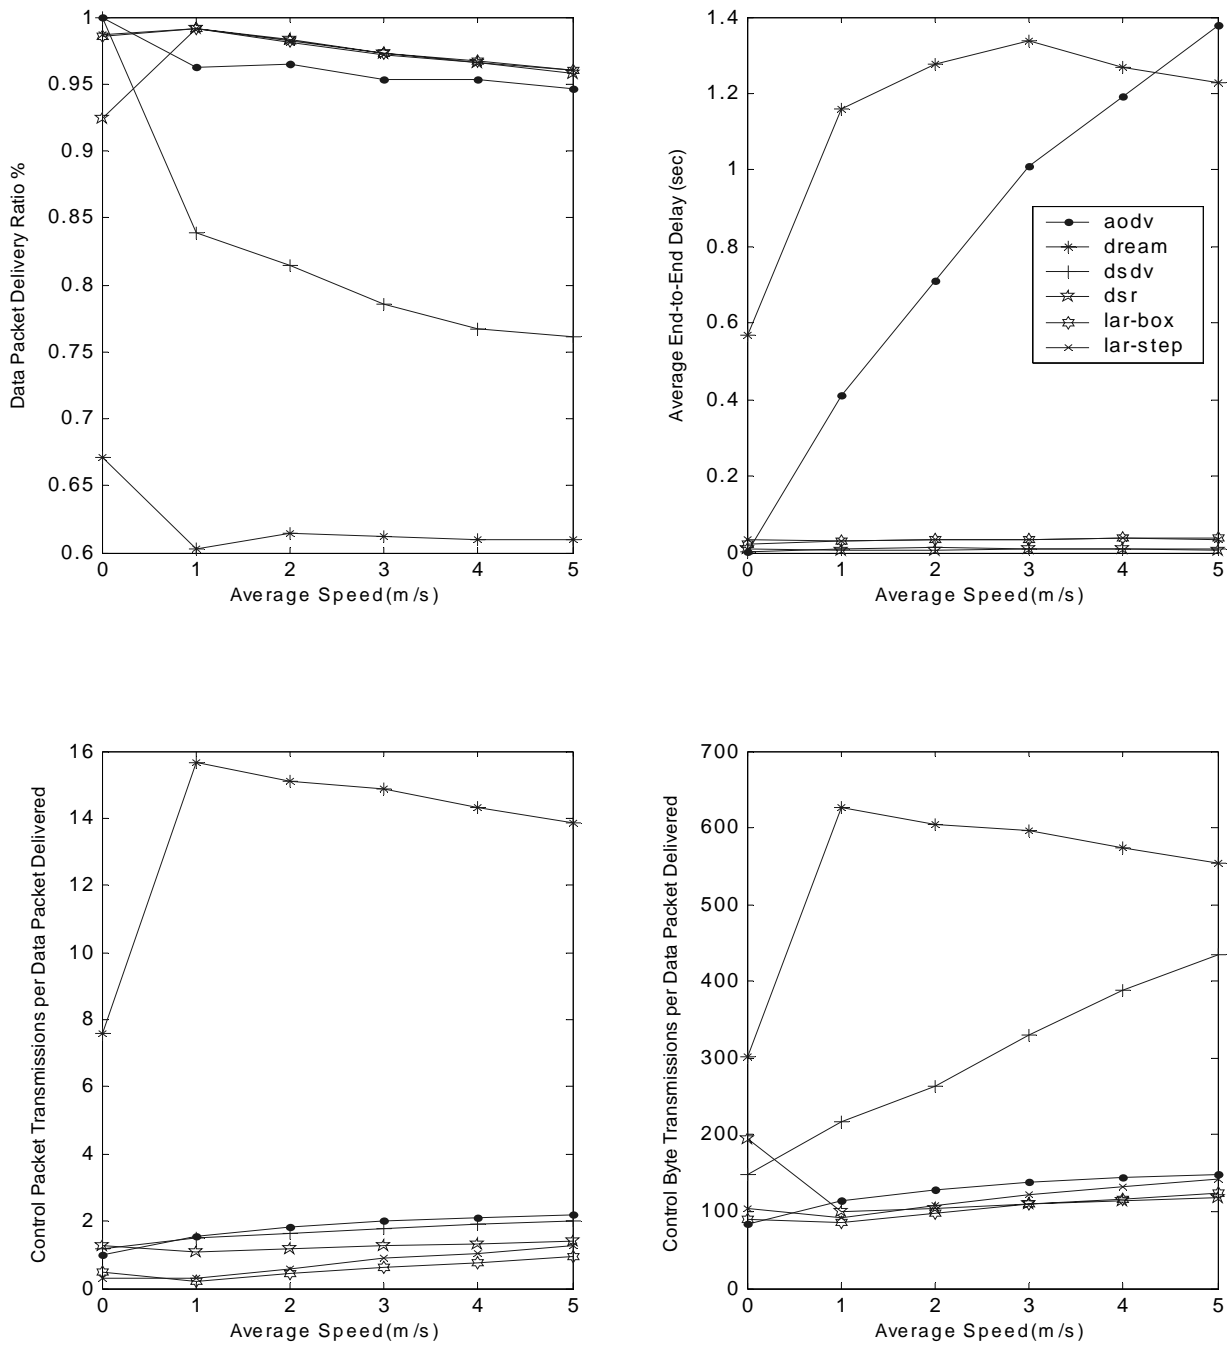 Data Packet Delivery Ratio %
1
0.95
0.9
0.85
0.8
0.75
0.7
0.65
0.6
0 1 2 3 4 5
Average Speed(m/s)
Average End-to-End Delay (sec)
1.4
1.2
1
0.8
0.6
0.4
0.2
0
0 1 2 3 4 5
Average Speed(m/s)
aodv
dream
dsdv
dsr
lar-box
lar-step
Control Packet Transmissions per Data Packet Delivered
16
14
12
10
8
6
4
2
0
0 1 2 3 4 5
Average Speed(m/s)
Control Byte Transmissions per Data Packet Delivered
700
600
500
400
300
200
100
0
0 1 2 3 4 5
Average Speed(m/s)